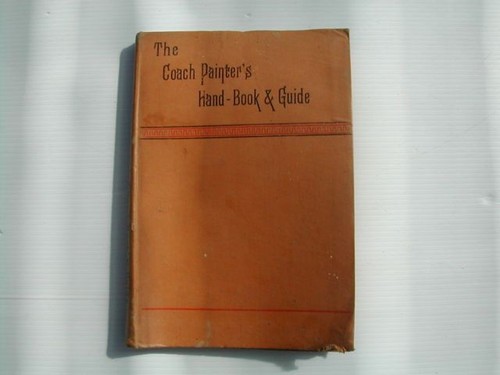 The
Coach Painter's
Hand-Book & Guide